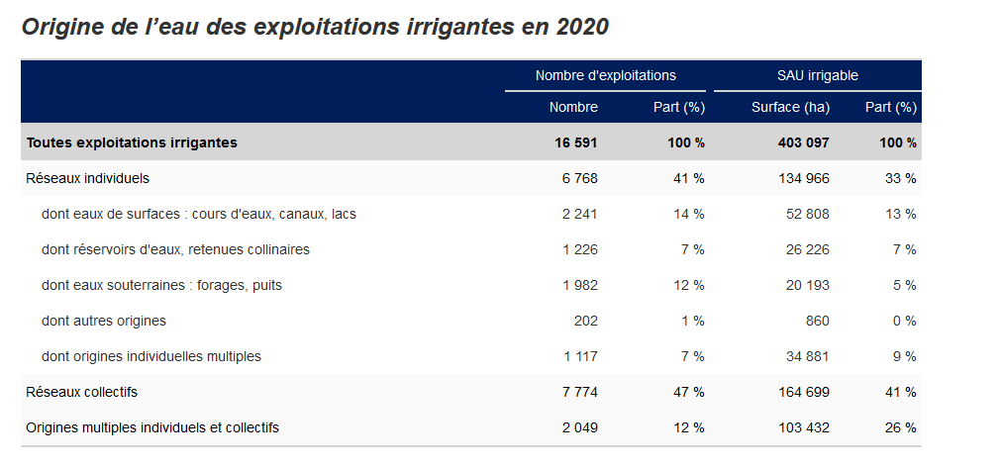 Origine de l’eau des exploitations irrigantes en 2020
Nombre d'exploitations SAU irrigable
Nombre Part (%) Surface (ha) Part (%)
Toutes exploitations irrigantes 16 591 100 % 403 097 100 %
Réseaux individuels 6 768 41 % 134 966 33 %
dont eaux de surfaces : cours d'eaux, canaux, lacs 2 241 14 % 52 808 13 %
dont réservoirs d'eaux, retenues collinaires 1 226 7 % 26 226 7 %
dont eaux souterraines : forages, puits 1 982 12 % 20 193 5 %
dont autres origines 202 1 % 860 0 %
dont origines individuelles multiples 1 117 7 % 34 881 9 %
Réseaux collectifs 7 774 47 % 164 699 41 %
Origines multiples individuels et collectifs 2 049 12 % 103 432 26 %